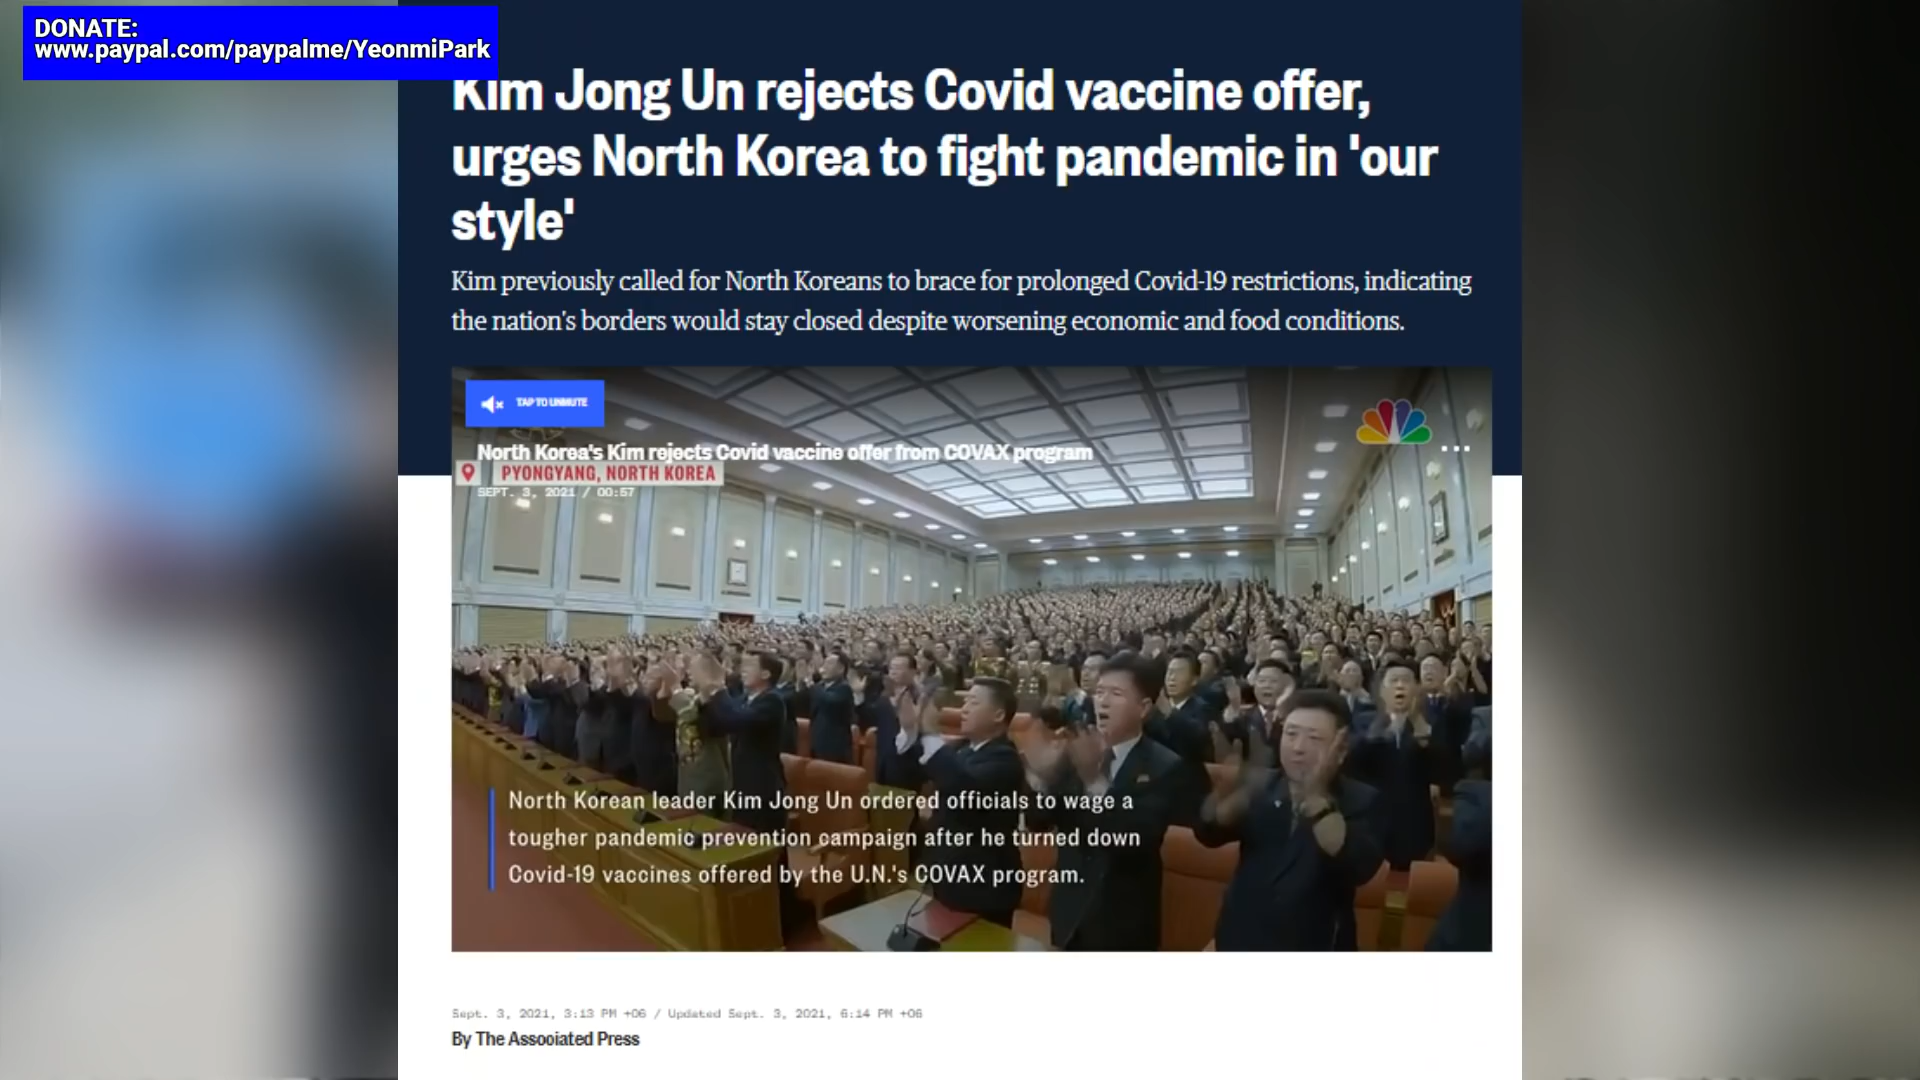 DONATE:
www.paypal.com/paypalme/YeonmiPark
Kim Jong Un rejects Covid vaccine offer,
urges North Korea to fight pandemic in 'our
style'
Kim previously called for North Koreans to brace for prolonged Covid-19 restrictions, indicating
the nation's borders would stay closed despite worsening economic and food conditions.
TAP TO UNMUTE
North Korea's Kim rejects Covid vaccine offer from COVAX program
PYONGYANG, NORTH KOREA
SEPT. 3, 2021 / 00:57
North Korean leader Kim Jong Un ordered officials to wage a
tougher pandemic prevention campaign after he turned down
Covid-19 vaccines offered by the U.N.'s COVAX program.
Sept. 3, 2021, 3:13 PM +06 / Updated Sept. 3, 2021, 6:14 PM +06
By The Associated Press